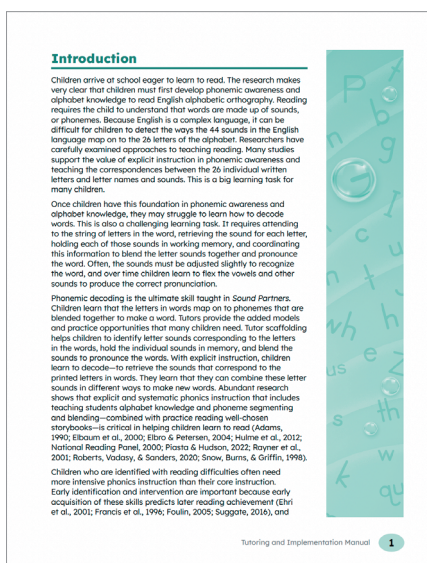 Introduction
Children arrive at school eager to learn to read. The research makes
very clear that children must first develop phonemic awareness and
alphabet knowledge to read English alphabetic orthography. Reading
requires the child to understand that words are made up of sounds,
or phonemes. Because English is a complex language, it can be
difficult for children to detect the ways the 44 sounds in the English
language map on to the 26 letters of the alphabet. Researchers have
carefully examined approaches to teaching reading. Many studies
support the value of explicit instruction in phonemic awareness and
teaching the correspondences between the 26 individual written
letters and letter names and sounds. This is a big learning task for
many children.
Once children have this foundation in phonemic awareness and
alphabet knowledge, they may struggle to learn how to decode
words. This is also a challenging learning task. It requires attending
to the string of letters in the word, retrieving the sound for each letter,
holding each of those sounds in working memory, and coordinating
this information to blend the letter sounds together and pronounce
the word. Often, the sounds must be adjusted slightly to recognize
the word, and over time children learn to flex the vowels and other
sounds to produce the correct pronunciation.
Phonemic decoding is the ultimate skill taught in Sound Partners.
Children learn that the letters in words map on to phonemes that are
blended together to make a word. Tutors provide the added models
and practice opportunities that many children need. Tutor scaffolding
helps children to identify letter sounds corresponding to the letters
in the words, hold the individual sounds in memory, and blend the
sounds to pronounce the words. With explicit instruction, children
learn to decode—to retrieve the sounds that correspond to the
printed letters in words. They learn that they can combine these letter
sounds in different ways to make new words. Abundant research
shows that explicit and systematic phonics instruction that includes
teaching students alphabet knowledge and phoneme segmenting
and blending—combined with practice reading well-chosen
storybooks—is critical in helping children learn to read (Adams,
1990; Elbaum et al., 2000; Elbro & Petersen, 2004; Hulme et al., 2012;
National Reading Panel, 2000; Piasta & Hudson, 2022; Rayner et al.,
2001; Roberts, Vadasy, & Sanders, 2020; Snow, Burns, & Griffin, 1998).
Children who are identified with reading difficulties often need
more intensive phonics instruction than their core instruction.
Early identification and intervention are important because early
acquisition of these skills predicts later reading achievement (Ehri
et al., 2001; Francis et al., 1996; Foulin, 2005; Suggate, 2016), and
P
t
b
n
g
I
c
u
n
t
j
wh
h
e
z
us
s
th
w
k
qu
Tutoring and Implementation Manual 1